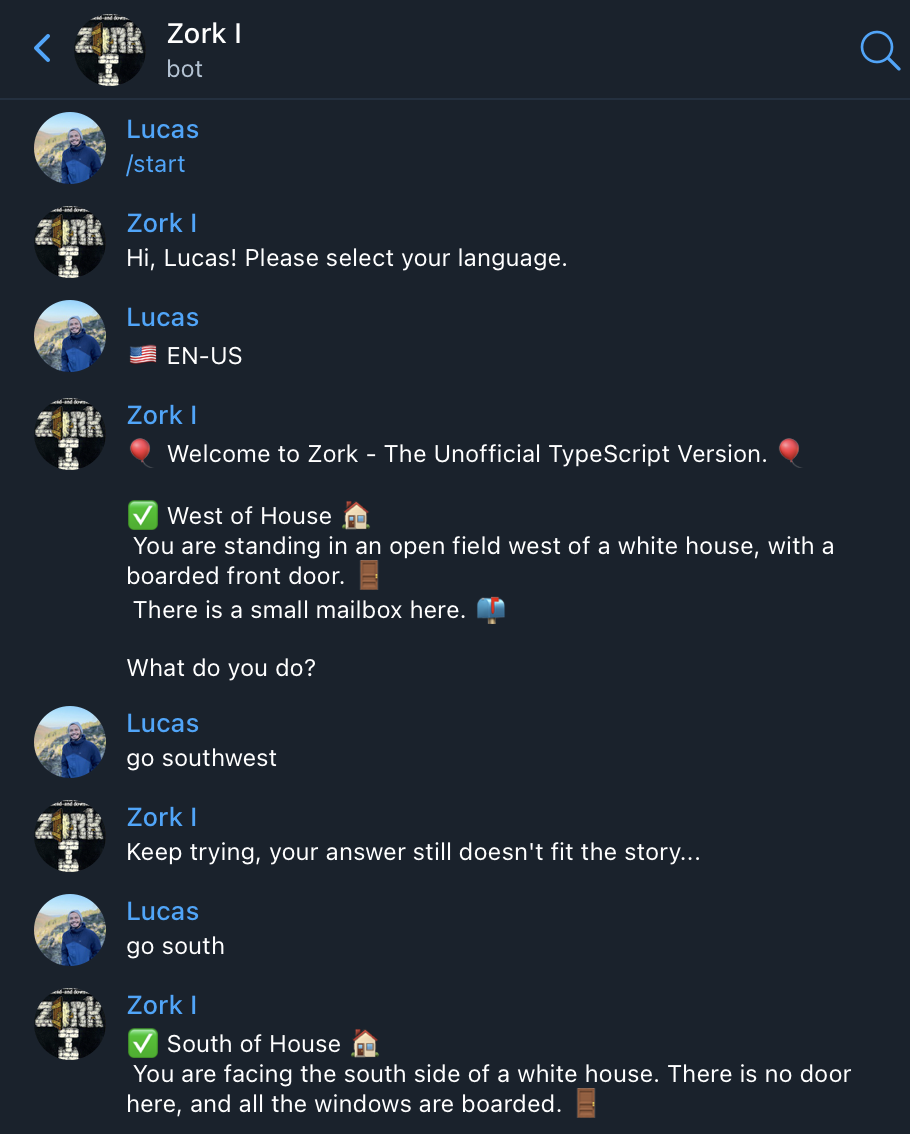 Zork I
bot
Lucas
/start
Zork I
Hi, Lucas! Please select your language.
Lucas
🇺🇸 EN-US
Zork I
🎈 Welcome to Zork - The Unofficial TypeScript Version. 🎈
✅ West of House 🏠
You are standing in an open field west of a white house, with a
boarded front door. 🚪
There is a small mailbox here. 📬
What do you do?
Lucas
go southwest
Zork I
Keep trying, your answer still doesn't fit the story...
Lucas
go south
Zork I
✅ South of House 🏠
You are facing the south side of a white house. There is no door
here, and all the windows are boarded. 🚪